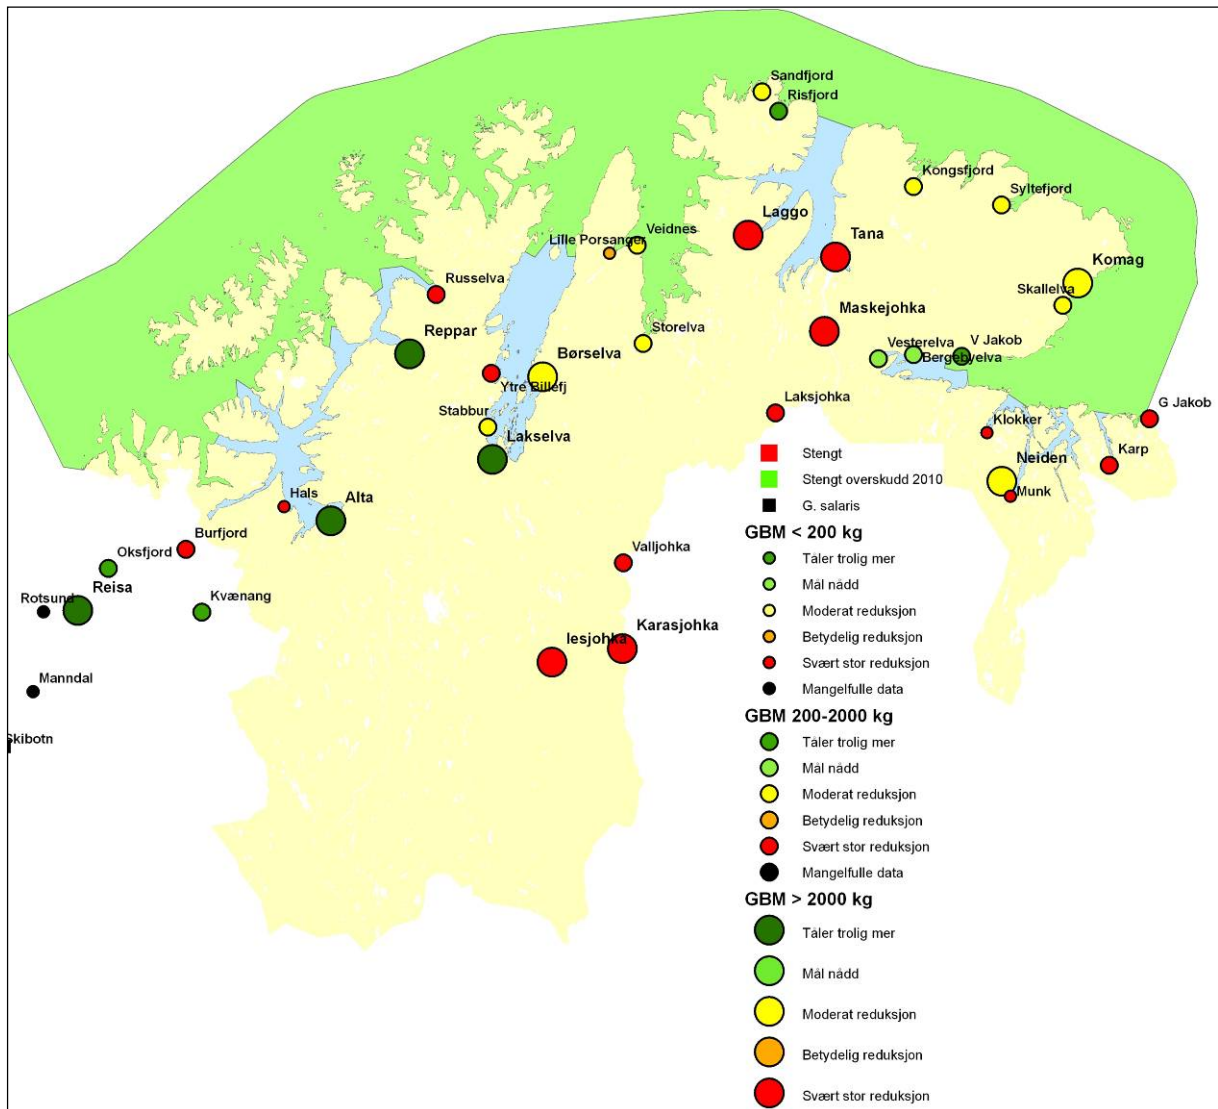 Sandfjord
Risfjord
Kongsfjord
Syltefjord
Laggo
Tana
Veidnes
Lille Porsanger
Komag
Skallelva
Russelva
Reppar
Maskejohka
Storelva
Vesterelva
V Jakob
Bergebyelva
Børselva
Ytre Billefj
Stabbur
Lakselva
Laksjohka
G Jakob
Klokker
Karp
Neiden
Munk
Hals
Alta
Burfjord
Oksfjord
Reisa
Rotsund
Kvænang
Valljohka
Karasjohka
Iesjohka
Manndal
Skibotn
Stengt
Stengt overskudd 2010
G. salaris
GBM < 200 kg
Tåler trolig mer
Mål nådd
Moderat reduksjon
Betydelig reduksjon
Svært stor reduksjon
Mangelfulle data
GBM 200-2000 kg
Tåler trolig mer
Mål nådd
Moderat reduksjon
Betydelig reduksjon
Svært stor reduksjon
Mangelfulle data
GBM > 2000 kg
Tåler trolig mer
Mål nådd
Moderat reduksjon
Betydelig reduksjon
Svært stor reduksjon